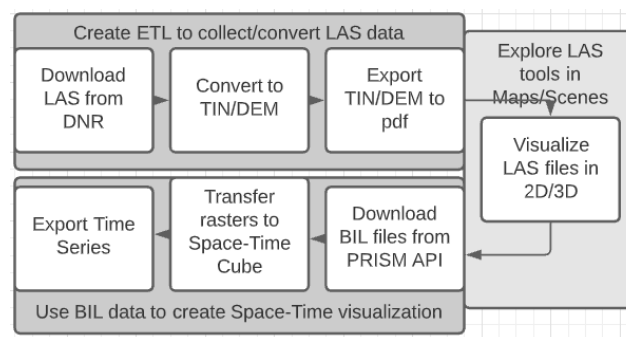 Create ETL to collect/convert LAS data
Download
LAS from
DNR
Convert to
TIN/DEM
Export
TIN/DEM to
pdf
Explore LAS
tools in
Maps/Scenes
Visualize
LAS files in
2D/3D
Export Time
Series
Transfer
rasters to
Space-Time
Cube
Download
BIL files from
PRISM API
Use BIL data to create Space-Time visualization